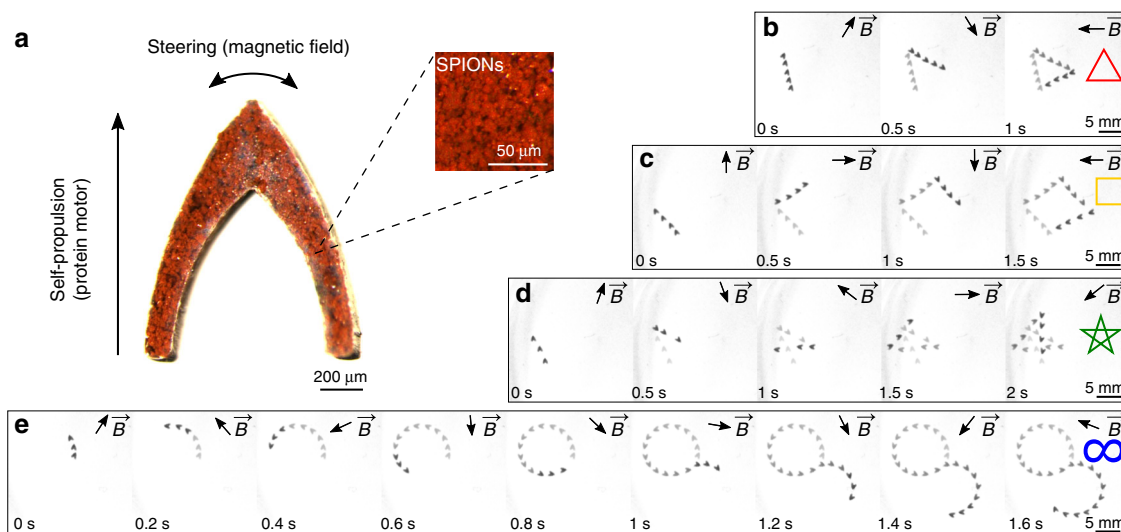 a
Steering (magnetic field)
Self-propulsion
(protein motor)
SPIONs
50 μm
200 μm
b
B
B
B
0 s
0.5 s
1 s
5 mm
c
B
B
B
B
0 s
0.5 s
1 s
1.5 s
5 mm
d
B
B
B
B
B
0 s
0.5 s
1 s
1.5 s
2 s
5 mm
e
B
B
B
B
B
B
B
B
B
0 s
0.2 s
0.4 s
0.6 s
0.8 s
1 s
1.2 s
1.4 s
1.6 s
5 mm